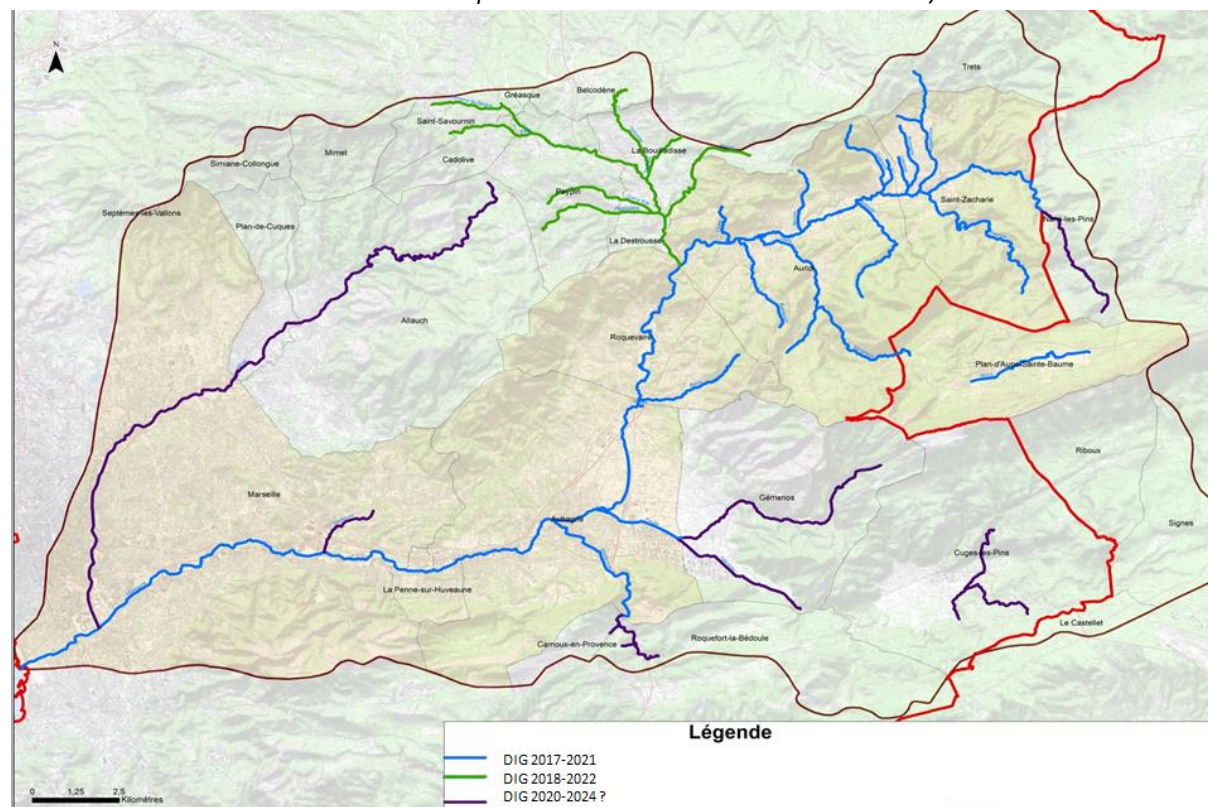 N
Trets
Belcodène
Gréasque
Saint-Savournin
La Bouilladisse
Mimet
Simiane-Collongue
Cadolive
Peypin
Septèmes-les-Vallons
Saint-Zacharie
Plan-de-Cuques
Nans-les-Pins
La Destrousse
Auriol
Allauch
Roquevaire
Plan-d'Aups-Sainte-Baume
Riboux
Marseille
Gémenos
Aubagne
Signes
Cuges-les-Pins
La Penne-sur-Huveaune
Le Castellet
Carnoux-en-Provence
Roquefort-la-Bédoule
Légende
DIG 2017-2021
DIG 2018-2022
DIG 2020-2024 ?
0 1,25 2,5
Kilomètres